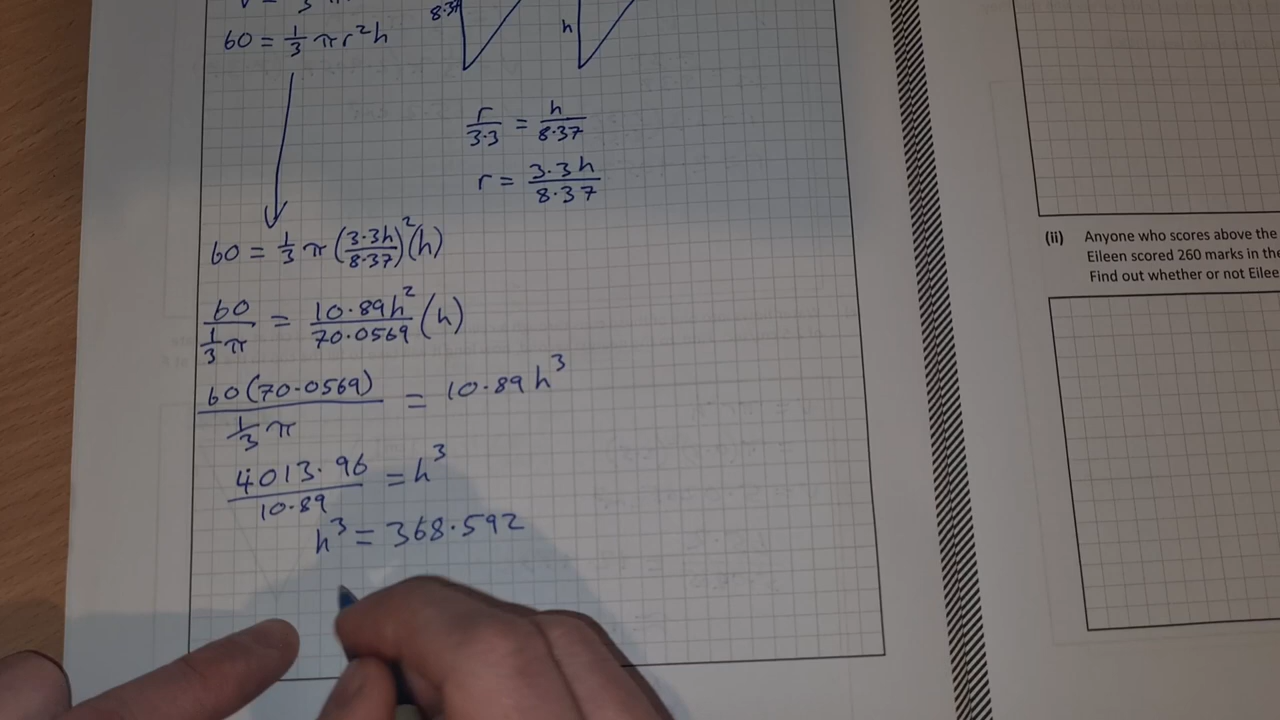 60 = 1/3 πr²h
8.37
h
r/3.3 = h/8.37
r = 3.3h/8.37
60 = 1/3 π (3.3h/8.37)² (h)
60/(1/3 π) = 10.89h²/70.0569 (h)
60(70.0569)/(1/3 π) = 10.89h³
4013.96/10.89 = h³
h³ = 368.592
(ii) Anyone who scores above the
Eileen scored 260 marks in the
Find out whether or not Eilee